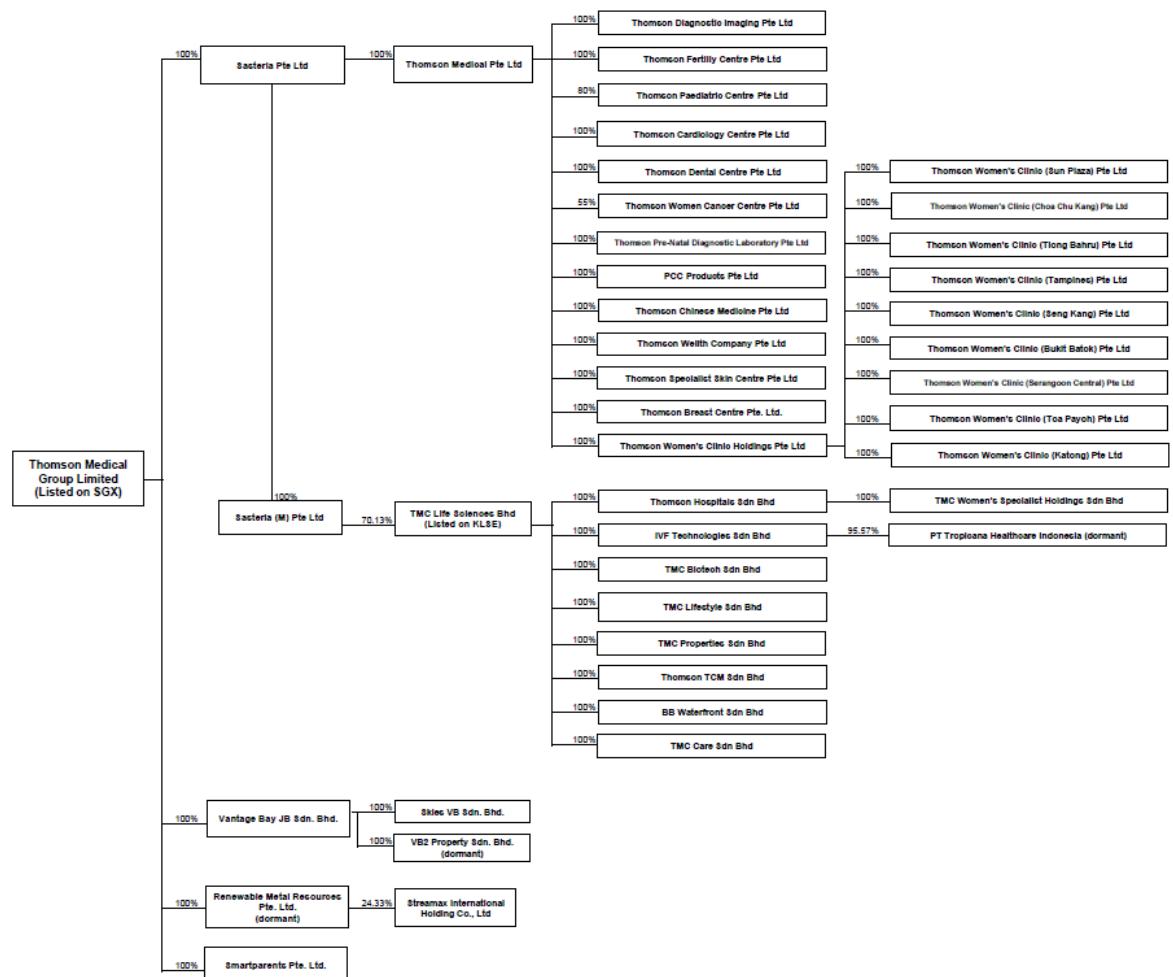 100%
Thomson Diagnostic Imaging Pte Ltd
100%
Sasteria Pte Ltd
100%
Thomson Medical Pte Ltd
100%
Thomson Fertility Centre Pte Ltd
80%
Thomson Paediatric Centre Pte Ltd
100%
Thomson Cardiology Centre Pte Ltd
100%
Thomson Dental Centre Pte Ltd
55%
Thomson Women Cancer Centre Pte Ltd
100%
Thomson Pre-Natal Diagnostic Laboratory Pte Ltd
100%
PCC Products Pte Ltd
100%
Thomson Chinese Medicine Pte Ltd
100%
Thomson Wellth Company Pte Ltd
100%
Thomson Specialist Skin Centre Pte Ltd
100%
Thomson Breast Centre Pte. Ltd.
100%
Thomson Women's Clinic Holdings Pte Ltd
100%
Thomson Women's Clinic (Sun Plaza) Pte Ltd
100%
Thomson Women's Clinic (Choa Chu Kang) Pte Ltd
100%
Thomson Women's Clinic (Tiong Bahru) Pte Ltd
100%
Thomson Women's Clinic (Tampines) Pte Ltd
100%
Thomson Women's Clinic (Seng Kang) Pte Ltd
100%
Thomson Women's Clinic (Bukit Batok) Pte Ltd
100%
Thomson Women's Clinic (Serangoon Central) Pte Ltd
100%
Thomson Women's Clinic (Toa Payoh) Pte Ltd
100%
Thomson Women's Clinic (Katong) Pte Ltd
Thomson Medical
Group Limited
(Listed on SGX)
100%
Sasteria (M) Pte Ltd
70.13%
TMC Life Sciences Bhd
(Listed on KLSE)
100%
Thomson Hospitals Sdn Bhd
100%
TMC Women's Specialist Holdings Sdn Bhd
100%
IVF Technologies Sdn Bhd
95.57%
PT Tropicana Healthcare Indonesia (dormant)
100%
TMC Biotech Sdn Bhd
100%
TMC Lifestyle Sdn Bhd
100%
TMC Properties Sdn Bhd
100%
Thomson TCM Sdn Bhd
100%
BB Waterfront Sdn Bhd
100%
TMC Care Sdn Bhd
100%
Vantage Bay JB Sdn. Bhd.
100%
Skies VB Sdn. Bhd.
100%
VB2 Property Sdn. Bhd.
(dormant)
100%
Renewable Metal Resources
Pte. Ltd.
(dormant)
24.33%
Streamax International
Holding Co., Ltd
100%
Smartparents Pte. Ltd.